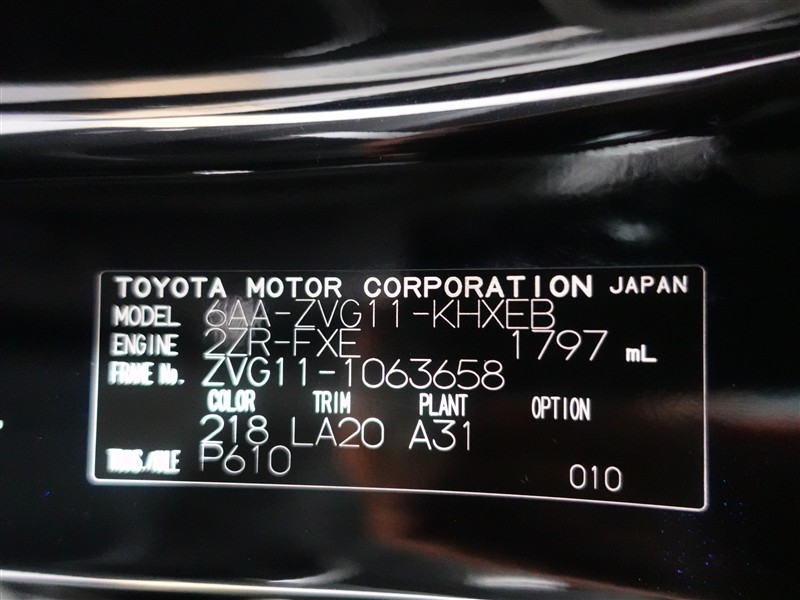 TOYOTA MOTOR CORPORATION JAPAN
MODEL 6AA-ZVG11-KHXEB
ENGINE 2ZR-FXE 1797 mL
FRAME No. ZVG11-1063658
COLOR TRIM PLANT OPTION
218 LA20 A31
TRANS./AXLE P610
010